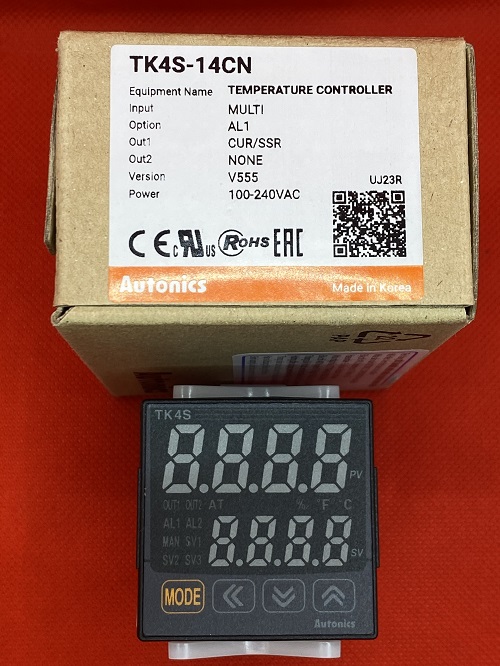 TK4S-14CN
Equipment Name TEMPERATURE CONTROLLER
Input MULTI
Option AL1
Out1 CUR/SSR
Out2 NONE
Version V555
Power 100-240VAC
UJ23R
CE c UR US RoHS EAC
Autonics Made in Korea
TK4S
8.8.8.8 PV
OUT1 OUT2 AT % °F °C
AL1 AL2
MAN SV1
SV2 SV3
8.8.8.8 SV
MODE
Autonics